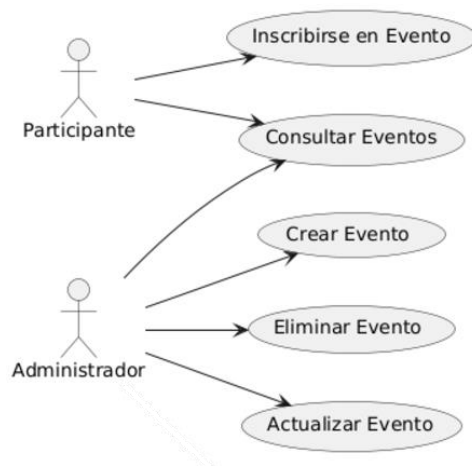 Inscribirse en Evento
Participante
Consultar Eventos
Crear Evento
Eliminar Evento
Administrador
Actualizar Evento